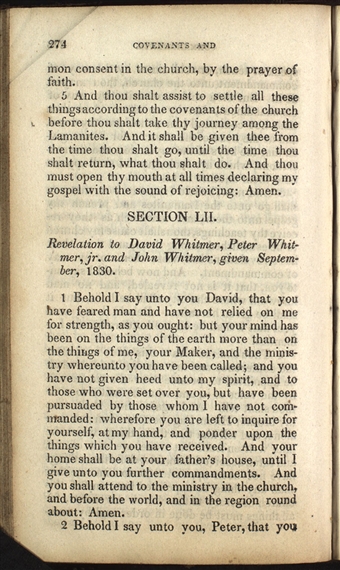 274 COVENANTS AND
mon consent in the church, by the prayer of
faith.
5 And thou shalt assist to settle all these
things according to the covenants of the church
before thou shalt take thy journey among the
Lamanites. And it shall be given thee from
the time thou shalt go, until the time thou
shalt return, what thou shalt do. And thou
must open thy mouth at all times declaring my
gospel with the sound of rejoicing: Amen.
SECTION LII.
Revelation to David Whitmer, Peter Whit-
mer, jr. and John Whitmer, given Septem-
ber, 1830.
1 Behold I say unto you David, that you
have feared man and have not relied on me
for strength, as you ought: but your mind has
been on the things of the earth more than on
the things of me, your Maker, and the minis-
try whereunto you have been called; and you
have not given heed unto my spirit, and to
those who were set over you, but have been
pursuaded by those whom I have not com-
manded: wherefore you are left to inquire for
yourself, at my hand, and ponder upon the
things which you have received. And your
home shall be at your father's house, until I
give unto you further commandments. And
you shall attend to the ministry in the church,
and before the world, and in the region round
about: Amen.
2 Behold I say unto you, Peter, that you